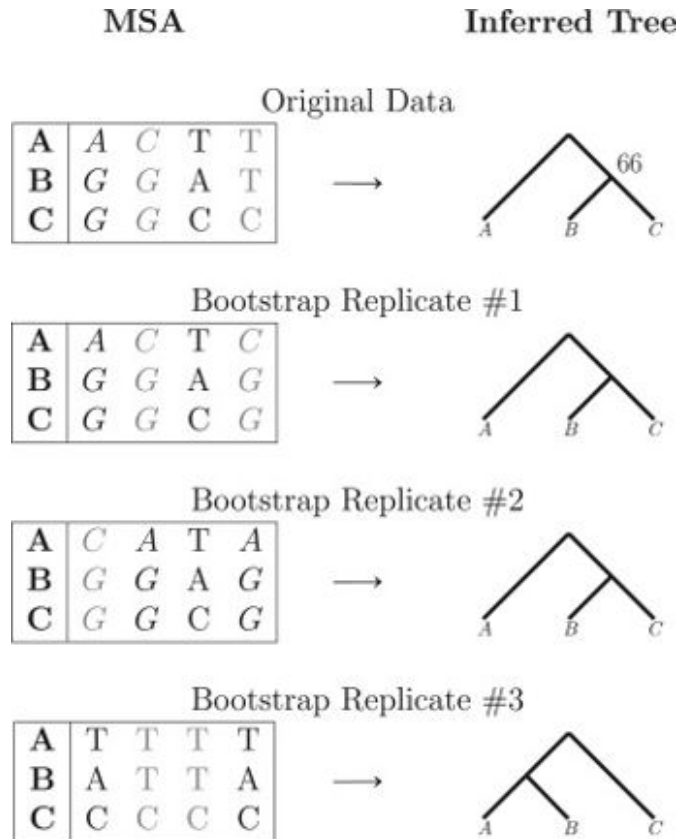 MSA Inferred Tree
Original Data
A A C T T
B G G A T
C G G C C
→
66
A B C
Bootstrap Replicate #1
A A C T C
B G G A G
C G G C G
→
A B C
Bootstrap Replicate #2
A C A T A
B G G A G
C G G C G
→
A B C
Bootstrap Replicate #3
A T T T T
B A T T A
C C C C C
→
A B C